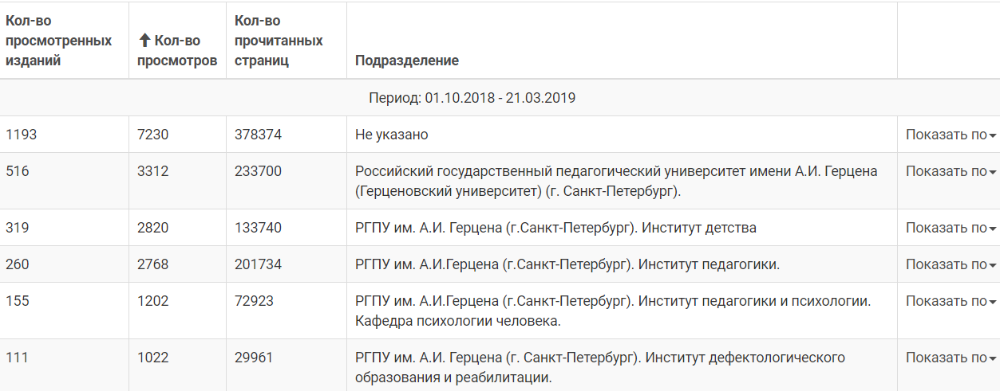 Кол-во
просмотренных
изданий
Кол-во
просмотров
Кол-во
прочитанных
страниц
Подразделение
Период: 01.10.2018 - 21.03.2019
1193 7230 378374 Не указано Показать по
516 3312 233700 Российский государственный педагогический университет имени А.И. Герцена Показать по
(Герценовский университет) (г. Санкт-Петербург).
319 2820 133740 РГПУ им. А.И. Герцена (г.Санкт-Петербург). Институт детства Показать по
260 2768 201734 РГПУ им. А.И.Герцена (г.Санкт-Петербург). Институт педагогики. Показать по
155 1202 72923 РГПУ им. А.И.Герцена (г.Санкт-Петербург). Институт педагогики и психологии. Показать по
Кафедра психологии человека.
111 1022 29961 РГПУ им. А.И. Герцена (г. Санкт-Петербург). Институт дефектологического Показать по
образования и реабилитации.